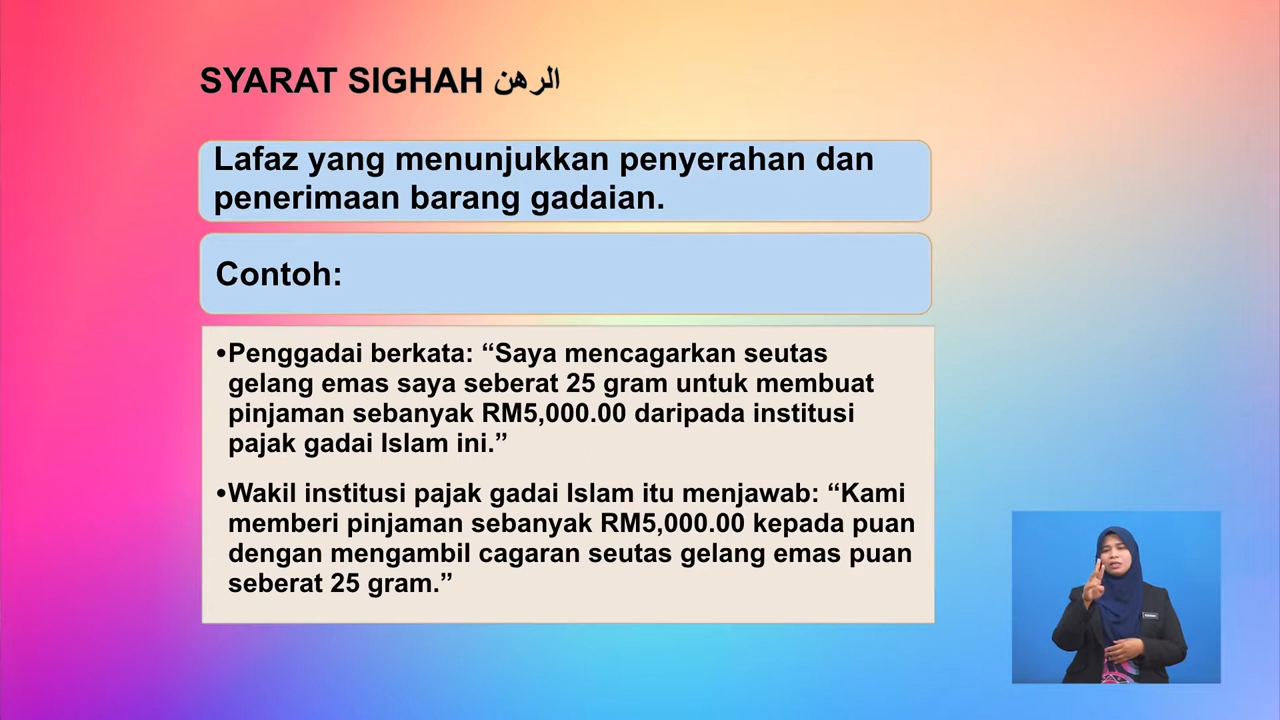 SYARAT SIGHAH الرهن
Lafaz yang menunjukkan penyerahan dan
penerimaan barang gadaian.
Contoh:
•Penggadai berkata: “Saya mencagarkan seutas
gelang emas saya seberat 25 gram untuk membuat
pinjaman sebanyak RM5,000.00 daripada institusi
pajak gadai Islam ini.”
•Wakil institusi pajak gadai Islam itu menjawab: “Kami
memberi pinjaman sebanyak RM5,000.00 kepada puan
dengan mengambil cagaran seutas gelang emas puan
seberat 25 gram.”